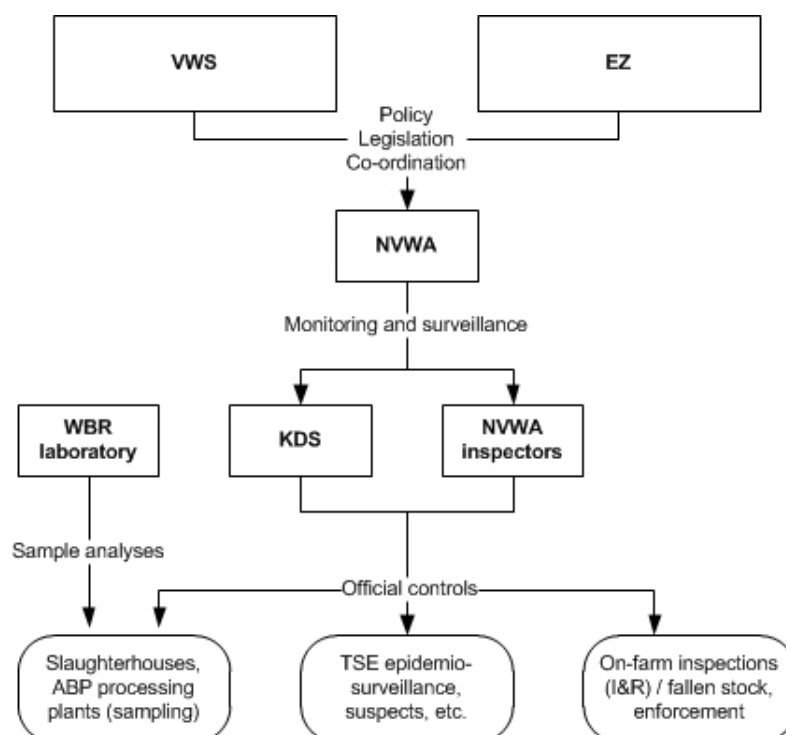 VWS
EZ
Policy
Legislation
Co-ordination
NVWA
Monitoring and surveillance
WBR
laboratory
KDS
NVWA
inspectors
Sample analyses
Official controls
Slaughterhouses,
ABP processing
plants (sampling)
TSE epidemio-
surveillance,
suspects, etc.
On-farm inspections
(I&R) / fallen stock,
enforcement